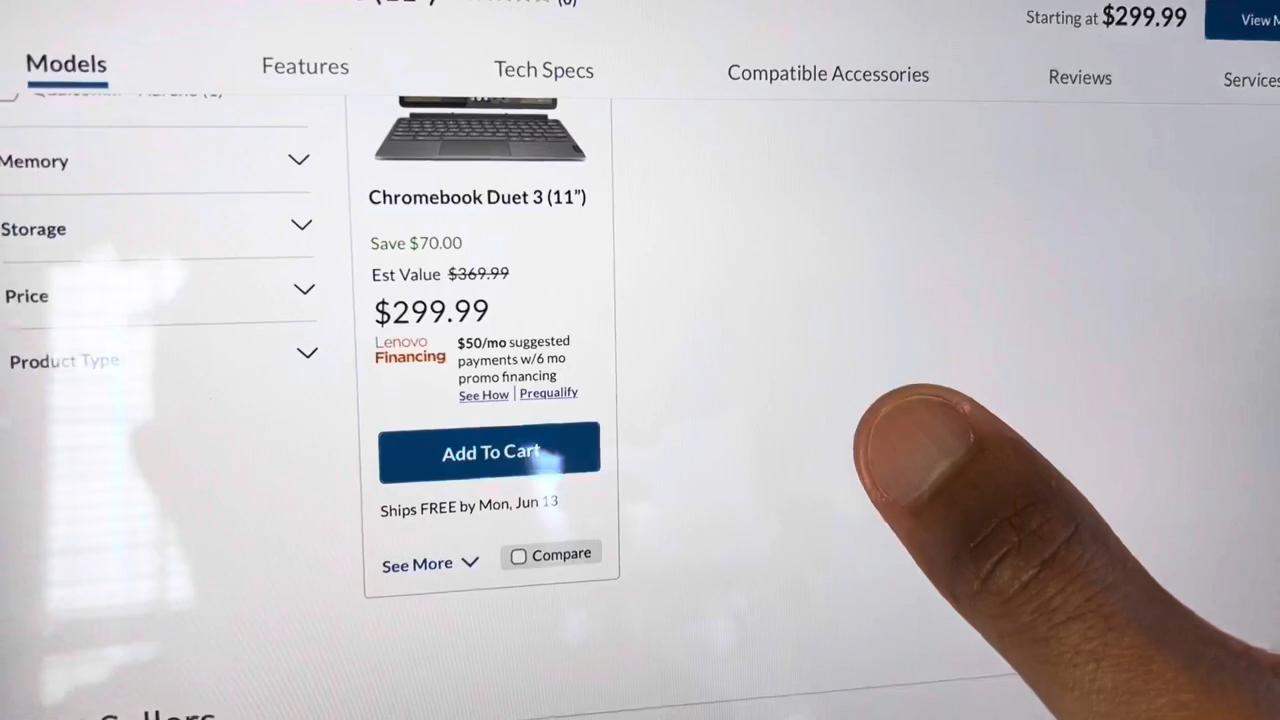 (0)
Starting at $299.99
View
Models
Features
Tech Specs
Compatible Accessories
Reviews
Services
Memory
Storage
Price
Product Type
Chromebook Duet 3 (11”)
Save $70.00
Est Value $369.99
$299.99
Lenovo
Financing
$50/mo suggested
payments w/6 mo
promo financing
See How | Prequalify
Add To Cart
Ships FREE by Mon, Jun 13
See More
Compare